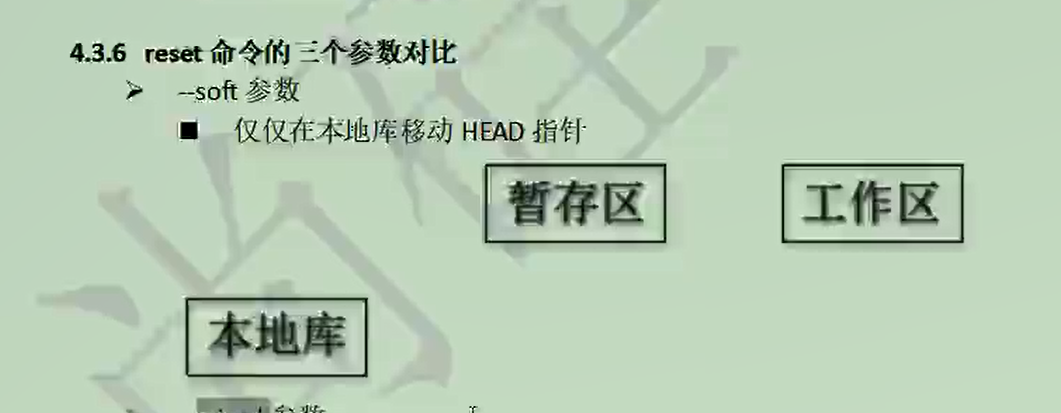 4.3.6 reset 命令的三个参数对比
➢ --soft 参数
■ 仅仅在本地库移动 HEAD 指针
暂存区 工作区
本地库
参数